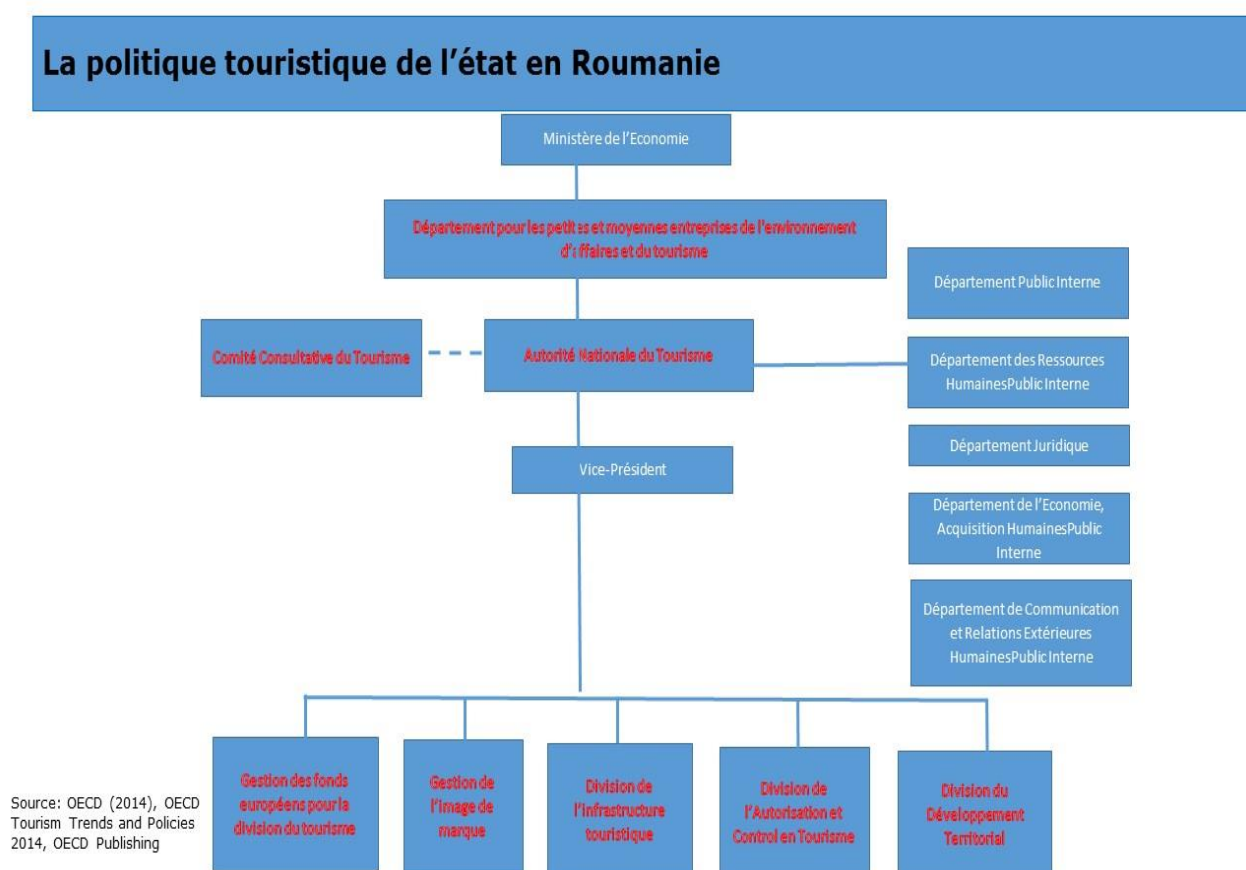 La politique touristique de l'état en Roumanie
Ministère de l'Economie
Département pour les petites et moyennes entreprises de l'environnement
d'affaires et du tourisme
Département Public Interne
Comité Consultative du Tourisme
Autorité Nationale du Tourisme
Département des Ressources
HumainesPublic Interne
Département Juridique
Vice-Président
Département de l'Economie,
Acquisition HumainesPublic
Interne
Département de Communication
et Relations Extérieures
HumainesPublic Interne
Gestion des fonds
européens pour la
division du tourisme
Gestion de
l'image de
marque
Division de
l'Infrastructure
touristique
Division de
l'Autorisation et
Control en Tourisme
Division du
Développement
Territorial
Source: OECD (2014), OECD
Tourism Trends and Policies
2014, OECD Publishing